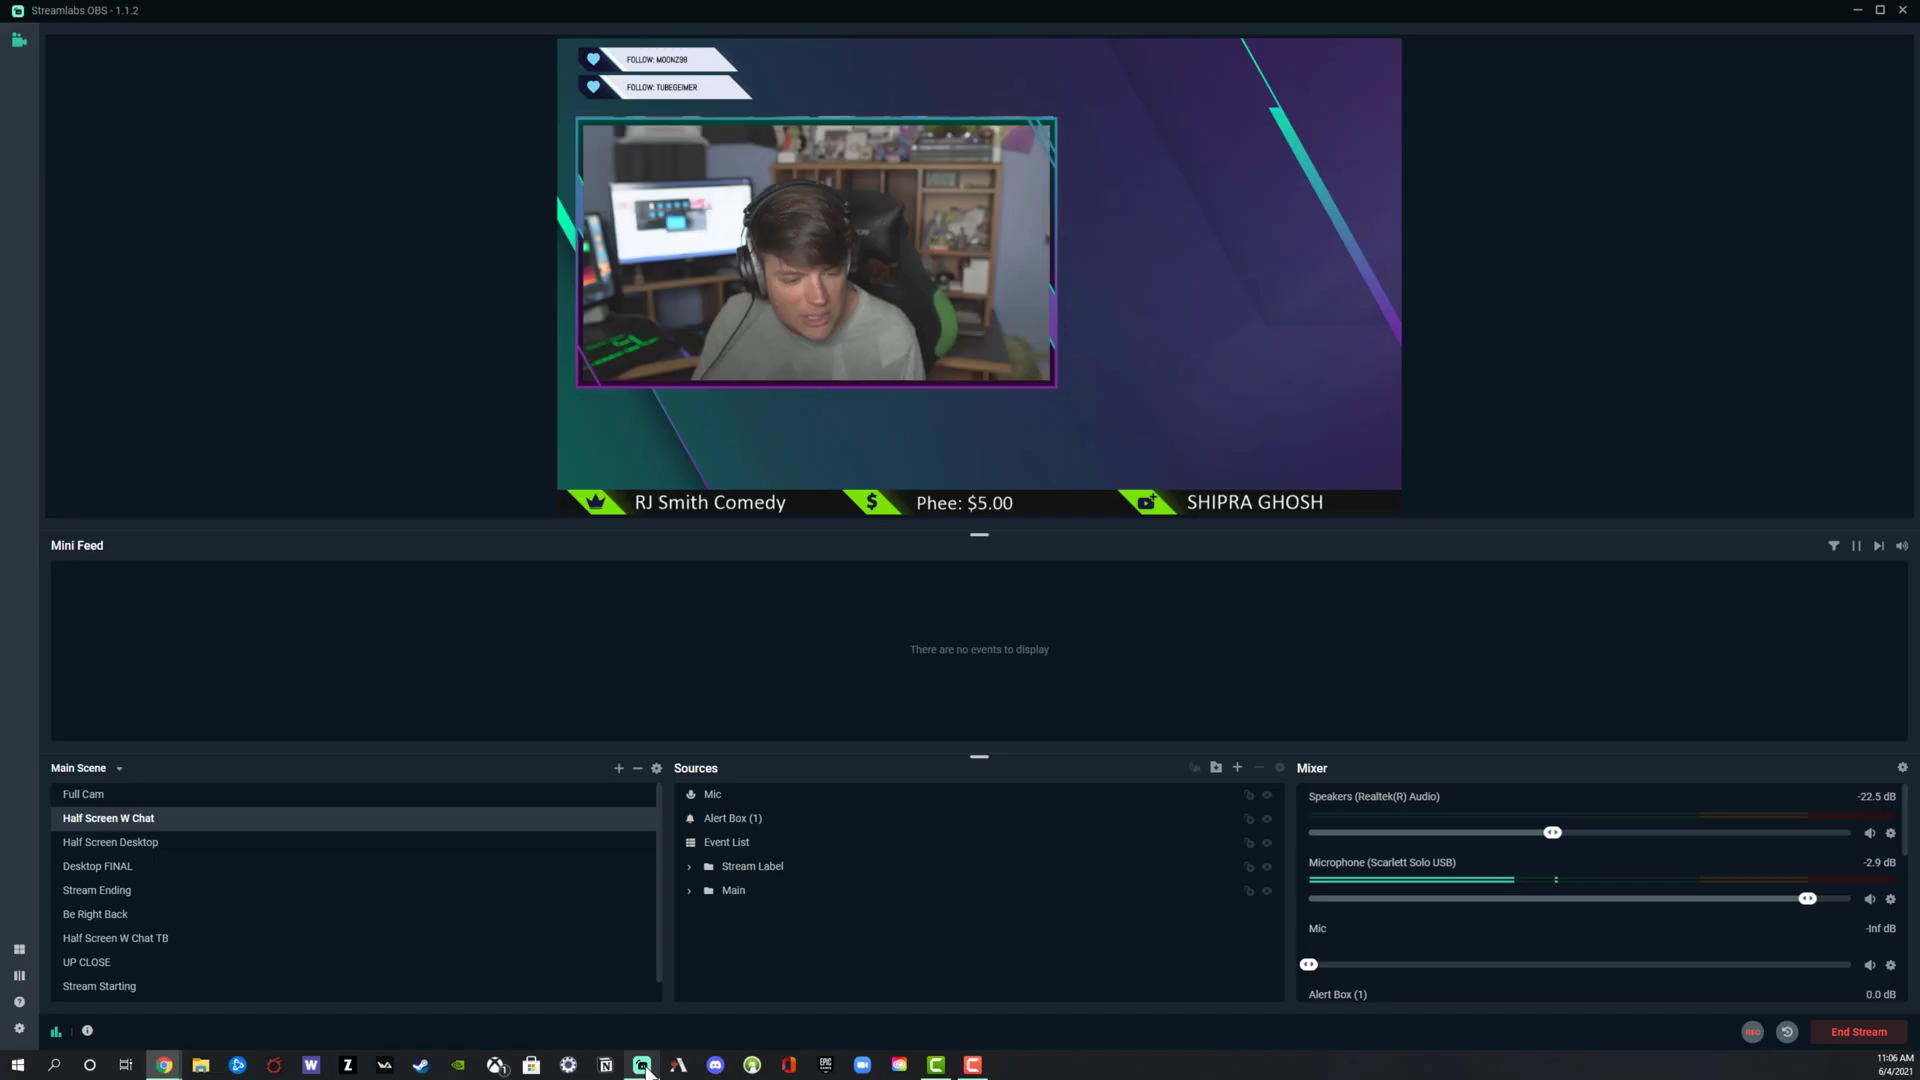 Streamlabs OBS - 1.1.2
FOLLOW: MOONZ98
FOLLOW: TUBEGEIMER
RJ Smith Comedy
$
Phee: $5.00
SHIPRA GHOSH
Mini Feed
There are no events to display
Main Scene
Full Cam
Half Screen W Chat
Half Screen Desktop
Desktop FINAL
Stream Ending
Be Right Back
Half Screen W Chat TB
UP CLOSE
Stream Starting
Sources
Mic
Alert Box (1)
Event List
Stream Label
Main
Mixer
Speakers (Realtek(R) Audio)
-22.5 dB
Microphone (Scarlett Solo USB)
-2.9 dB
Mic
-Inf dB
Alert Box (1)
0.0 dB
REC
End Stream
11:06 AM
6/4/2021